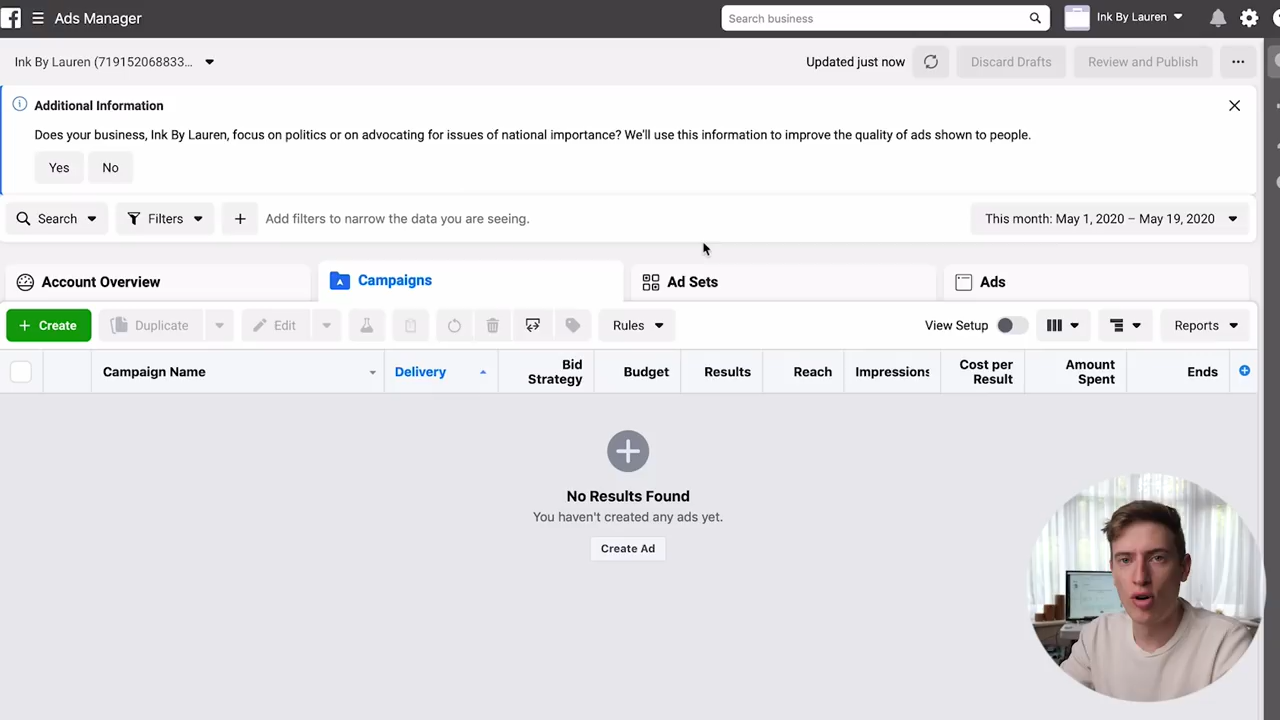 Ads Manager
Search business
Ink By Lauren
Ink By Lauren (719152068833...
Updated just now
Discard Drafts
Review and Publish
Additional Information
Does your business, Ink By Lauren, focus on politics or on advocating for issues of national importance? We'll use this information to improve the quality of ads shown to people.
Yes
No
Search
Filters
Add filters to narrow the data you are seeing.
This month: May 1, 2020 – May 19, 2020
Account Overview
Campaigns
Ad Sets
Ads
+ Create
Duplicate
Edit
Rules
View Setup
Reports
Campaign Name
Delivery
Bid
Strategy
Budget
Results
Reach
Impressions
Cost per
Result
Amount
Spent
Ends
No Results Found
You haven't created any ads yet.
Create Ad